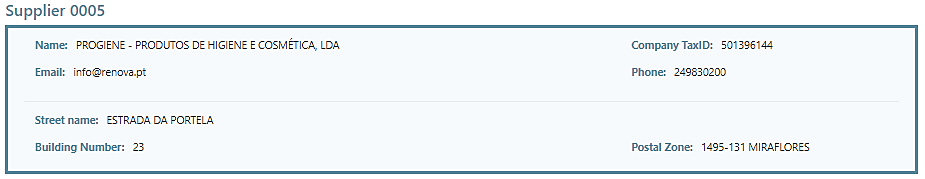 Supplier 0005
Name: PROGIENE - PRODUTOS DE HIGIENE E COSMÉTICA, LDA Company TaxID: 501396144
Email: info@renova.pt Phone: 249830200
Street name: ESTRADA DA PORTELA
Building Number: 23 Postal Zone: 1495-131 MIRAFLORES